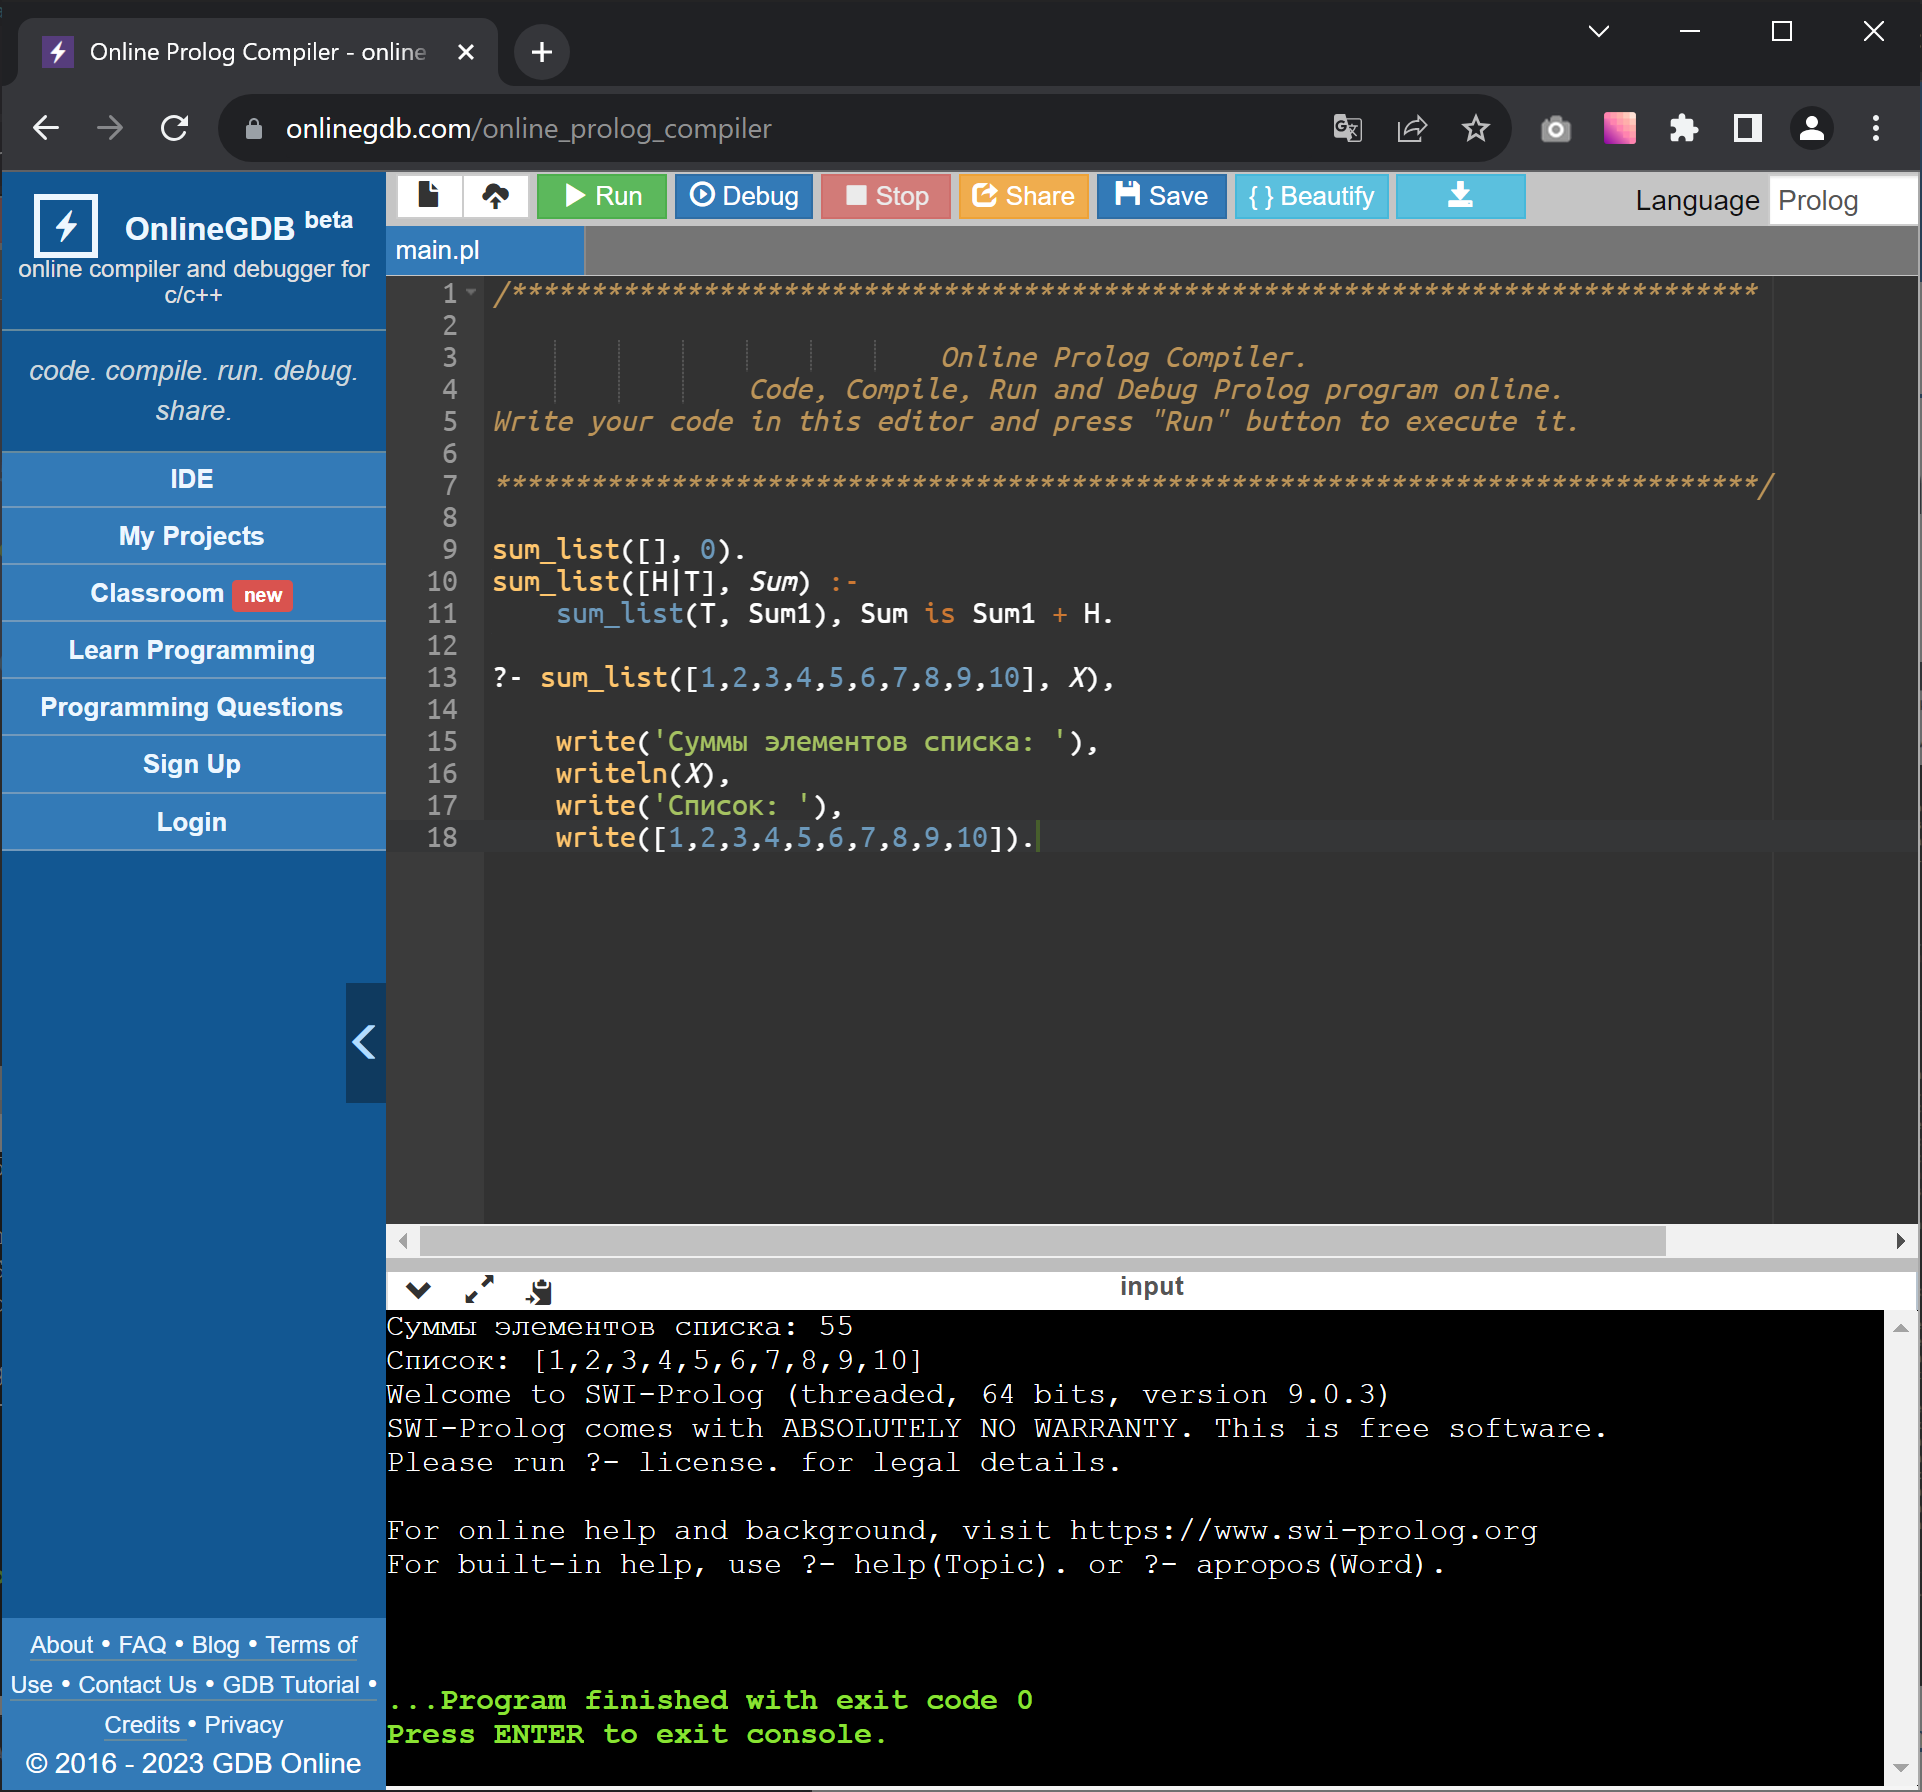 Online Prolog Compiler - online
onlinegdb.com/online_prolog_compiler
OnlineGDB beta
online compiler and debugger for
c/c++
code. compile. run. debug.
share.
IDE
My Projects
Classroom new
Learn Programming
Programming Questions
Sign Up
Login
About • FAQ • Blog • Terms of
Use • Contact Us • GDB Tutorial •
Credits • Privacy
© 2016 - 2023 GDB Online
Run Debug Stop Share Save { } Beautify Language Prolog
main.pl
1 /******************************************************************************
2
3 Online Prolog Compiler.
4 Code, Compile, Run and Debug Prolog program online.
5 Write your code in this editor and press "Run" button to execute it.
6
7 *******************************************************************************/
8
9 sum_list([], 0).
10 sum_list([H|T], Sum) :-
11 sum_list(T, Sum1), Sum is Sum1 + H.
12
13 ?- sum_list([1,2,3,4,5,6,7,8,9,10], X),
14
15 write('Суммы элементов списка: '),
16 writeln(X),
17 write('Список: '),
18 write([1,2,3,4,5,6,7,8,9,10]).
input
Суммы элементов списка: 55
Список: [1,2,3,4,5,6,7,8,9,10]
Welcome to SWI-Prolog (threaded, 64 bits, version 9.0.3)
SWI-Prolog comes with ABSOLUTELY NO WARRANTY. This is free software.
Please run ?- license. for legal details.
For online help and background, visit https://www.swi-prolog.org
For built-in help, use ?- help(Topic). or ?- apropos(Word).
...Program finished with exit code 0
Press ENTER to exit console.